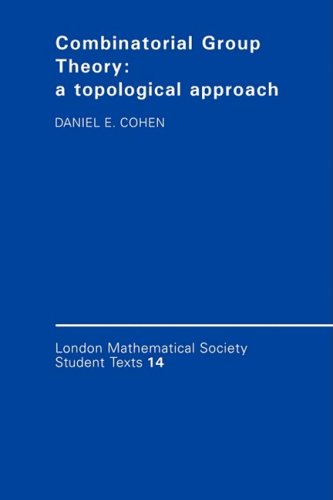 Combinatorial Group
Theory:
a topological approach
DANIEL E. COHEN
London Mathematical Society
Student Texts 14